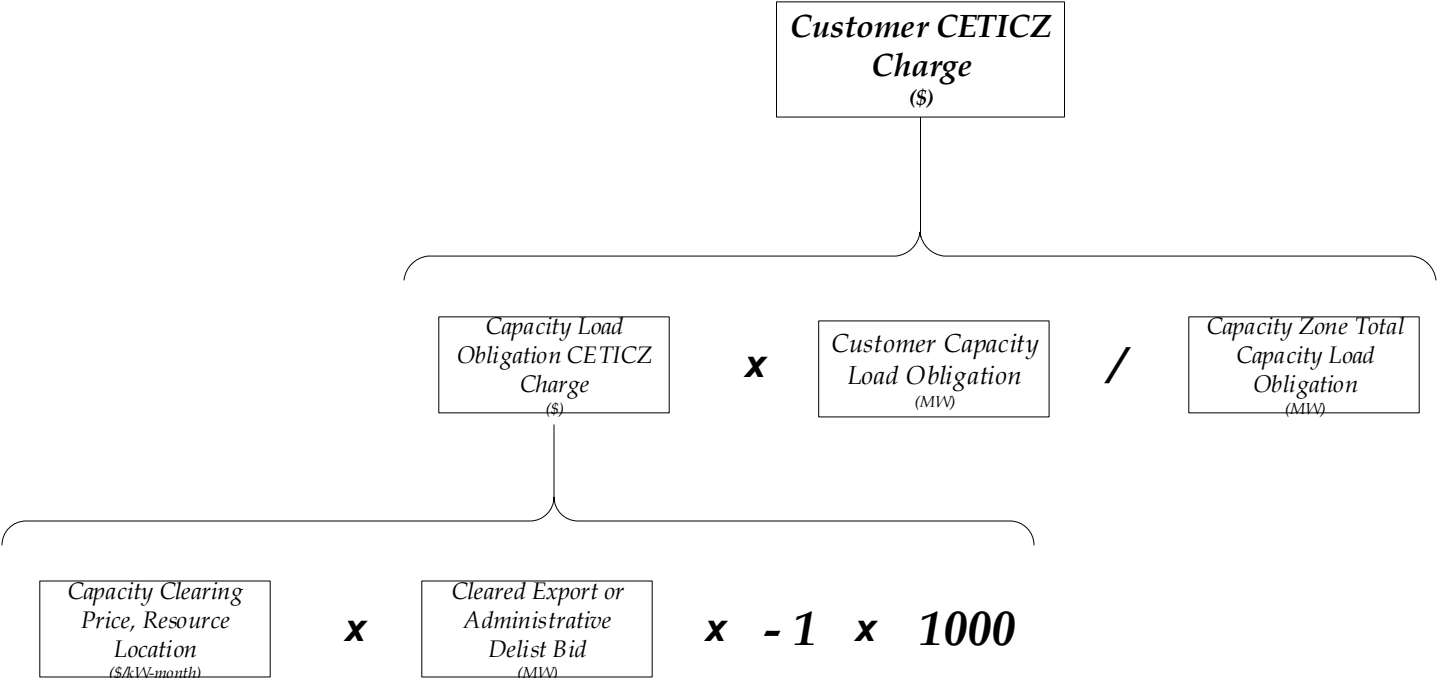 Customer CETICZ
Charge
($)
Capacity Load
Obligation CETICZ
Charge
($)
x
Customer Capacity
Load Obligation
(MW)
/
Capacity Zone Total
Capacity Load
Obligation
(MW)
Capacity Clearing
Price, Resource
Location
($/kW-month)
x
Cleared Export or
Administrative
Delist Bid
(MW)
x - 1 x 1000